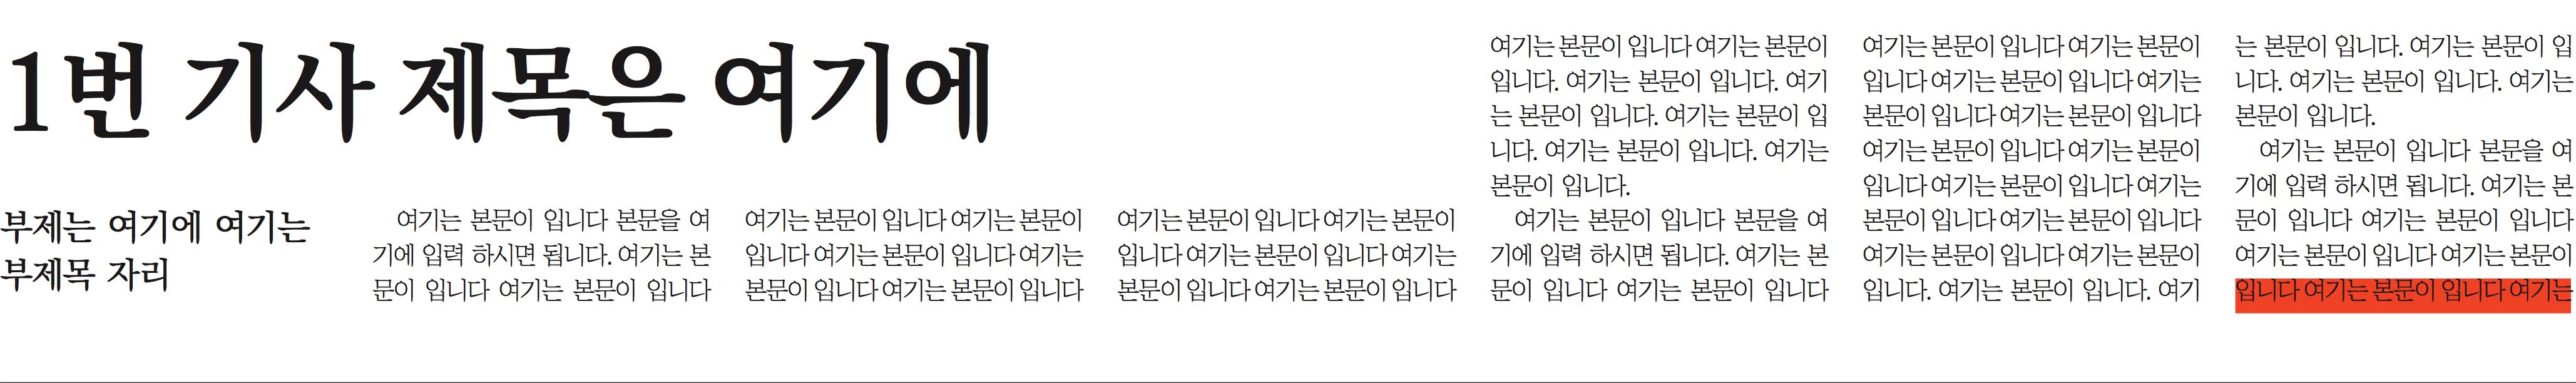 1번 기사 제목은 여기에
부제는 여기에 여기는
부제목 자리
여기는 본문이 입니다 본문을 여
기에 입력 하시면 됩니다. 여기는 본
문이 입니다 여기는 본문이 입니다
여기는 본문이 입니다 여기는 본문이
입니다 여기는 본문이 입니다 여기는
본문이 입니다 여기는 본문이 입니다
여기는 본문이 입니다 여기는 본문이
입니다 여기는 본문이 입니다 여기는
본문이 입니다 여기는 본문이 입니다
여기는 본문이 입니다 여기는 본문이
입니다. 여기는 본문이 입니다. 여기
는 본문이 입니다. 여기는 본문이 입
니다. 여기는 본문이 입니다. 여기는
본문이 입니다.
여기는 본문이 입니다 본문을 여
기에 입력 하시면 됩니다. 여기는 본
문이 입니다 여기는 본문이 입니다
여기는 본문이 입니다 여기는 본문이
입니다 여기는 본문이 입니다 여기는
본문이 입니다 여기는 본문이 입니다
여기는 본문이 입니다 여기는 본문이
입니다 여기는 본문이 입니다 여기는
본문이 입니다 여기는 본문이 입니다
여기는 본문이 입니다 여기는 본문이
입니다. 여기는 본문이 입니다. 여기
는 본문이 입니다. 여기는 본문이 입
니다. 여기는 본문이 입니다. 여기는
본문이 입니다.
여기는 본문이 입니다 본문을 여
기에 입력 하시면 됩니다. 여기는 본
문이 입니다 여기는 본문이 입니다
여기는 본문이 입니다 여기는 본문이
입니다 여기는 본문이 입니다 여기는